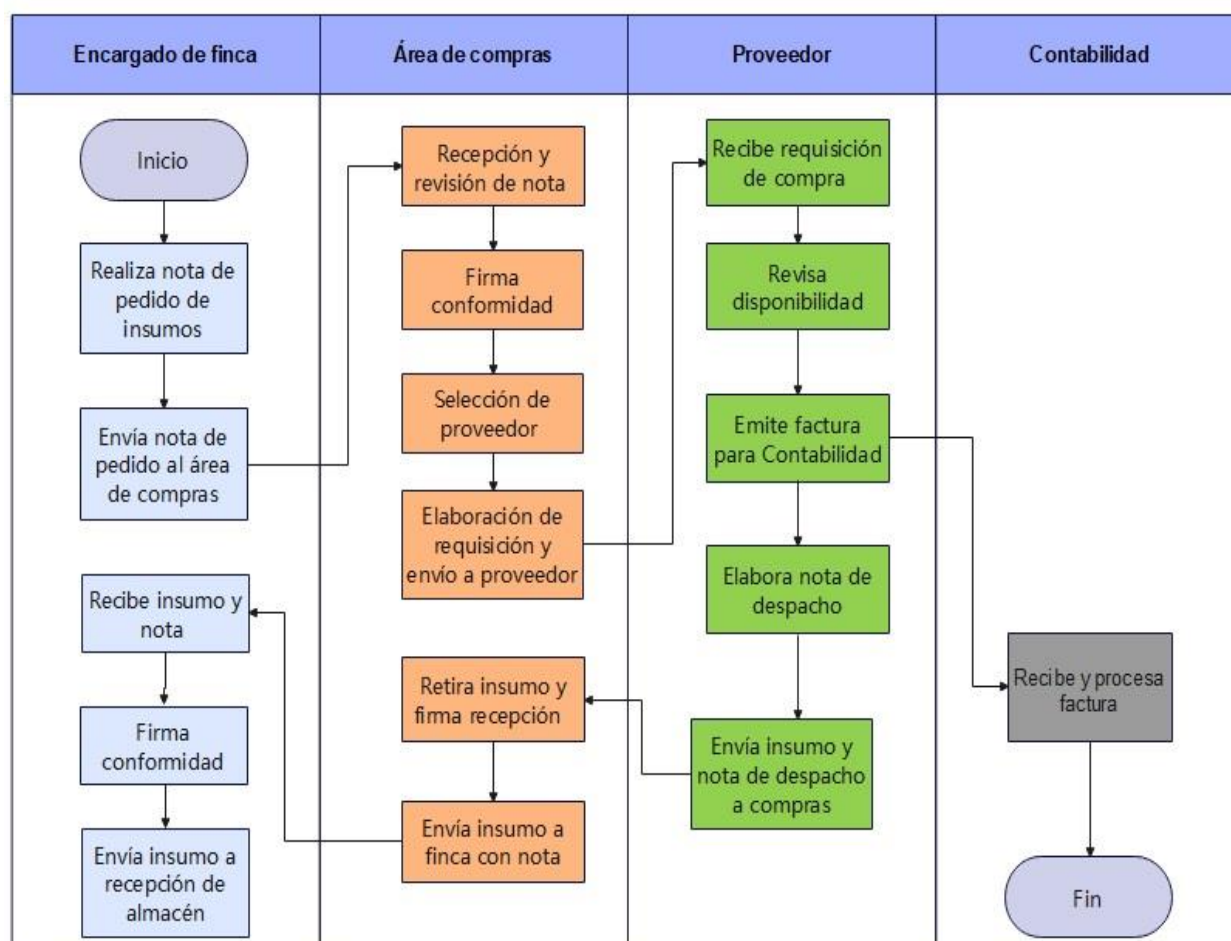 Encargado de finca
Área de compras
Proveedor
Contabilidad
Inicio
Realiza nota de
pedido de
insumos
Envía nota de
pedido al área
de compras
Recibe insumo y
nota
Firma
conformidad
Envía insumo a
recepción de
almacén
Recepción y
revisión de nota
Firma
conformidad
Selección de
proveedor
Elaboración de
requisición y
envío a proveedor
Retira insumo y
firma recepción
Envía insumo a
finca con nota
Recibe requisición
de compra
Revisa
disponibilidad
Emite factura
para Contabilidad
Elabora nota de
despacho
Envía insumo y
nota de despacho
a compras
Recibe y procesa
factura
Fin